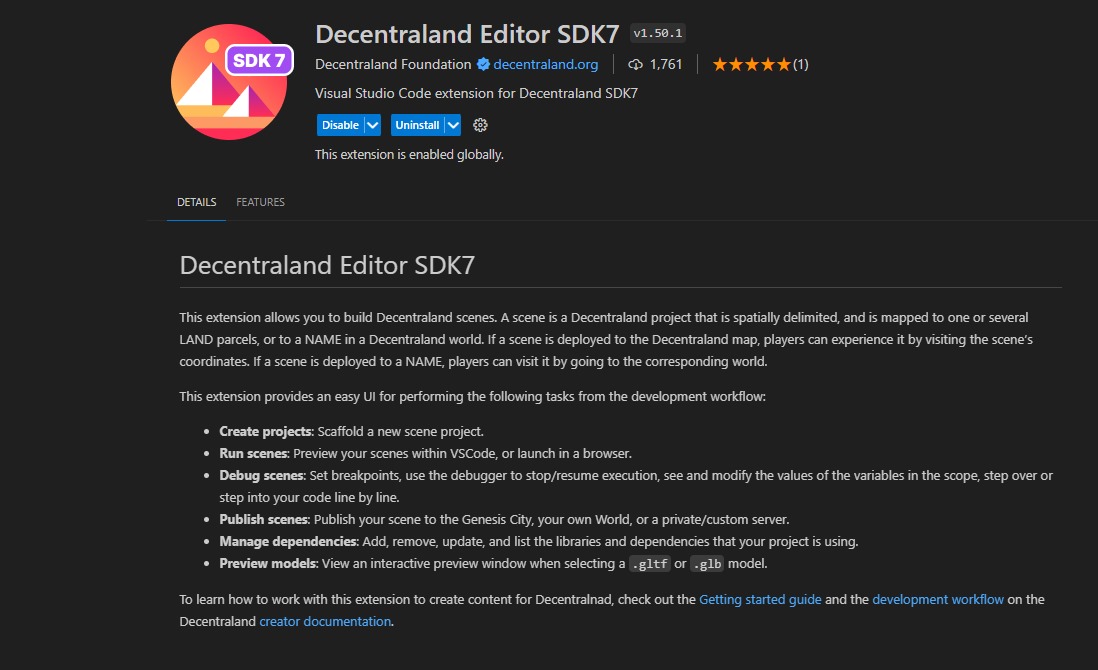 SDK 7
Decentraland Editor SDK7 v1.50.1
Decentraland Foundation decentraland.org 1,761 (1)
Visual Studio Code extension for Decentraland SDK7
Disable Uninstall
This extension is enabled globally.
DETAILS FEATURES
Decentraland Editor SDK7
This extension allows you to build Decentraland scenes. A scene is a Decentraland project that is spatially delimited, and is mapped to one or several
LAND parcels, or to a NAME in a Decentraland world. If a scene is deployed to the Decentraland map, players can experience it by visiting the scene's
coordinates. If a scene is deployed to a NAME, players can visit it by going to the corresponding world.
This extension provides an easy UI for performing the following tasks from the development workflow:
• Create projects: Scaffold a new scene project.
• Run scenes: Preview your scenes within VSCode, or launch in a browser.
• Debug scenes: Set breakpoints, use the debugger to stop/resume execution, see and modify the values of the variables in the scope, step over or
step into your code line by line.
• Publish scenes: Publish your scene to the Genesis City, your own World, or a private/custom server.
• Manage dependencies: Add, remove, update, and list the libraries and dependencies that your project is using.
• Preview models: View an interactive preview window when selecting a .gltf or .glb model.
To learn how to work with this extension to create content for Decentralnad, check out the Getting started guide and the development workflow on the
Decentraland creator documentation.